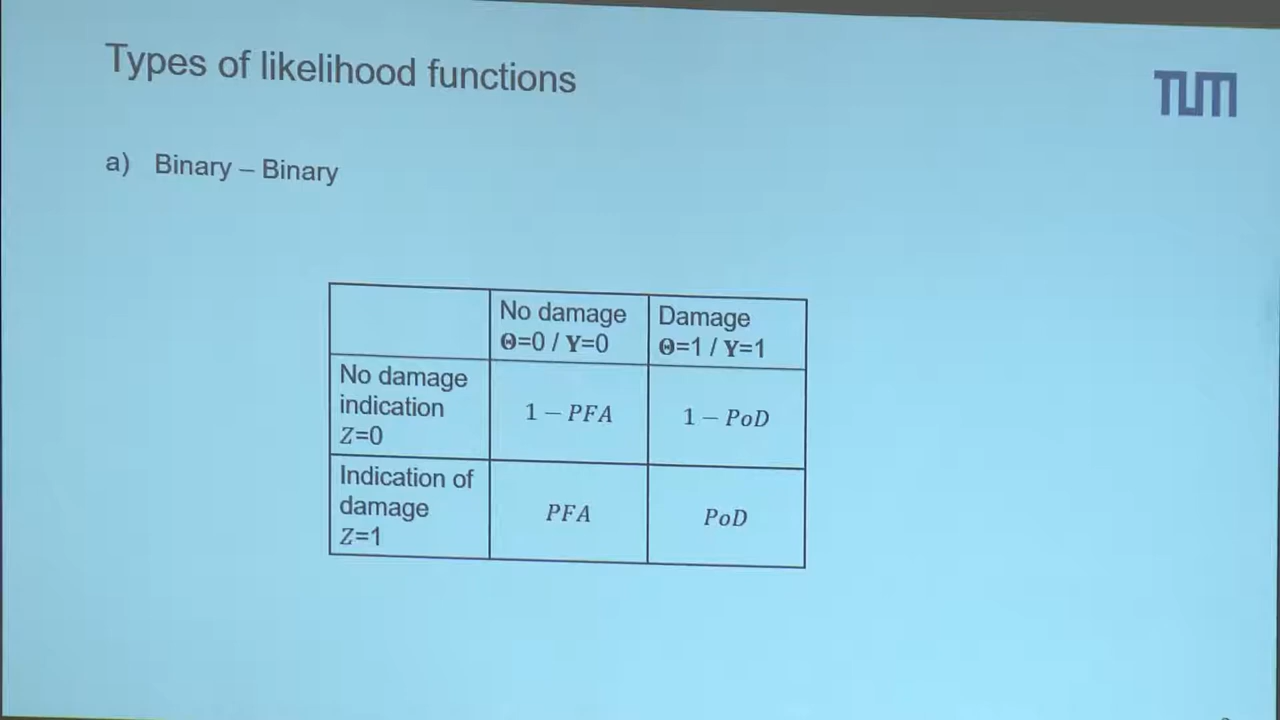 Types of likelihood functions
TUM
a) Binary – Binary
No damage
Θ=0 / Y=0
Damage
Θ=1 / Y=1
No damage
indication
Z=0
1 − PFA
1 − PoD
Indication of
damage
Z=1
PFA
PoD